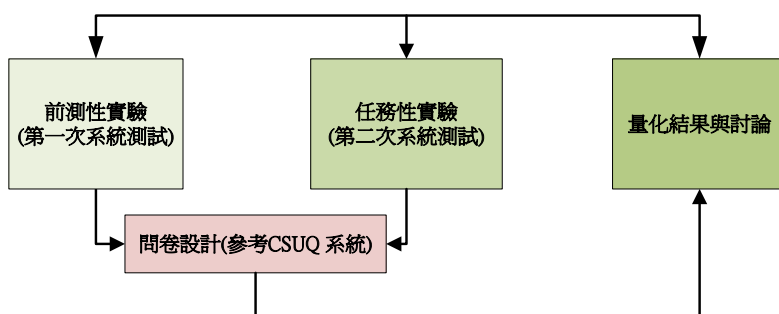 前測性實驗
(第一次系統測試)
任務性實驗
(第二次系統測試)
量化結果與討論
問卷設計(參考CSUQ 系統)